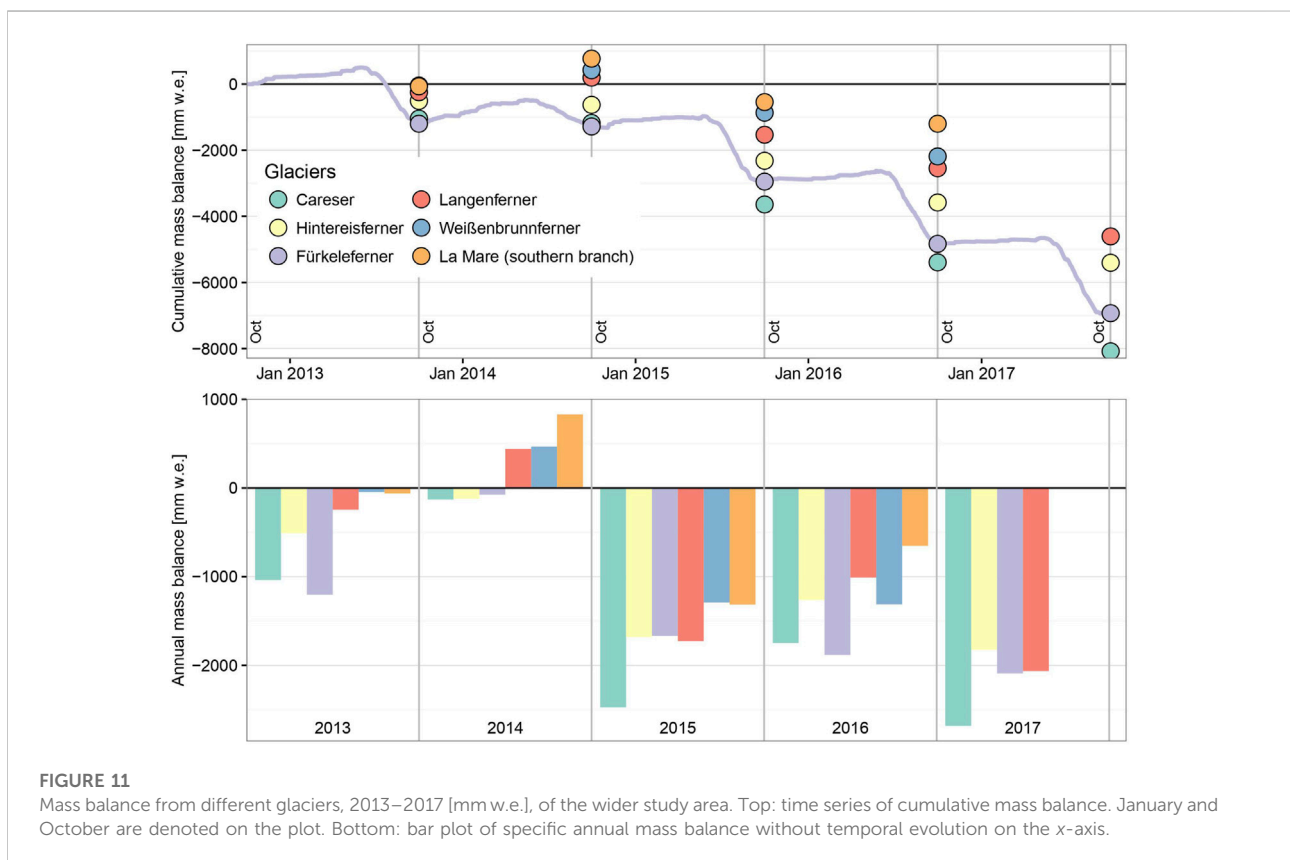 0
−2000
−4000
−6000
−8000
Cumulative mass balance [mm w.e.]
Glaciers
Careser
Langenferner
Hintereisferner
Weißenbrunnferner
Fürkeleferner
La Mare (southern branch)
Oct
Oct
Oct
Oct
Oct
Oct
Jan 2013
Jan 2014
Jan 2015
Jan 2016
Jan 2017
1000
0
−1000
−2000
Annual mass balance [mm w.e.]
2013
2014
2015
2016
2017
FIGURE 11
Mass balance from different glaciers, 2013–2017 [mm w.e.], of the wider study area. Top: time series of cumulative mass balance. January and
October are denoted on the plot. Bottom: bar plot of specific annual mass balance without temporal evolution on the x-axis.